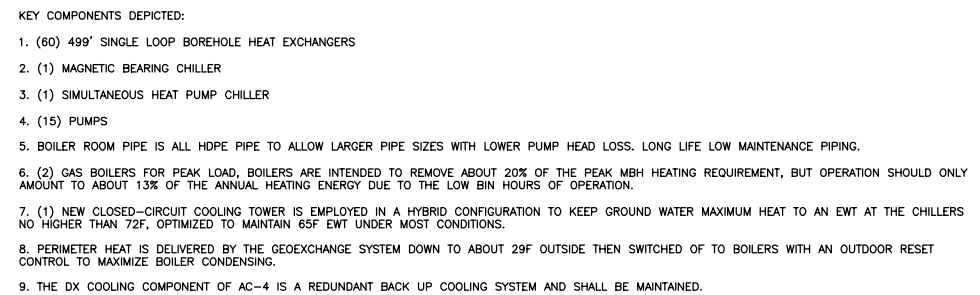 KEY COMPONENTS DEPICTED:
1. (60) 499' SINGLE LOOP BOREHOLE HEAT EXCHANGERS
2. (1) MAGNETIC BEARING CHILLER
3. (1) SIMULTANEOUS HEAT PUMP CHILLER
4. (15) PUMPS
5. BOILER ROOM PIPE IS ALL HDPE PIPE TO ALLOW LARGER PIPE SIZES WITH LOWER PUMP HEAD LOSS. LONG LIFE LOW MAINTENANCE PIPING.
6. (2) GAS BOILERS FOR PEAK LOAD, BOILERS ARE INTENDED TO REMOVE ABOUT 20% OF THE PEAK MBH HEATING REQUIREMENT, BUT OPERATION SHOULD ONLY
AMOUNT TO ABOUT 13% OF THE ANNUAL HEATING ENERGY DUE TO THE LOW BIN HOURS OF OPERATION.
7. (1) NEW CLOSED-CIRCUIT COOLING TOWER IS EMPLOYED IN A HYBRID CONFIGURATION TO KEEP GROUND WATER MAXIMUM HEAT TO AN EWT AT THE CHILLERS
NO HIGHER THAN 72F, OPTIMIZED TO MAINTAIN 65F EWT UNDER MOST CONDITIONS.
8. PERIMETER HEAT IS DELIVERED BY THE GEOEXCHANGE SYSTEM DOWN TO ABOUT 29F OUTSIDE THEN SWITCHED OF TO BOILERS WITH AN OUTDOOR RESET
CONTROL TO MAXIMIZE BOILER CONDENSING.
9. THE DX COOLING COMPONENT OF AC-4 IS A REDUNDANT BACK UP COOLING SYSTEM AND SHALL BE MAINTAINED.